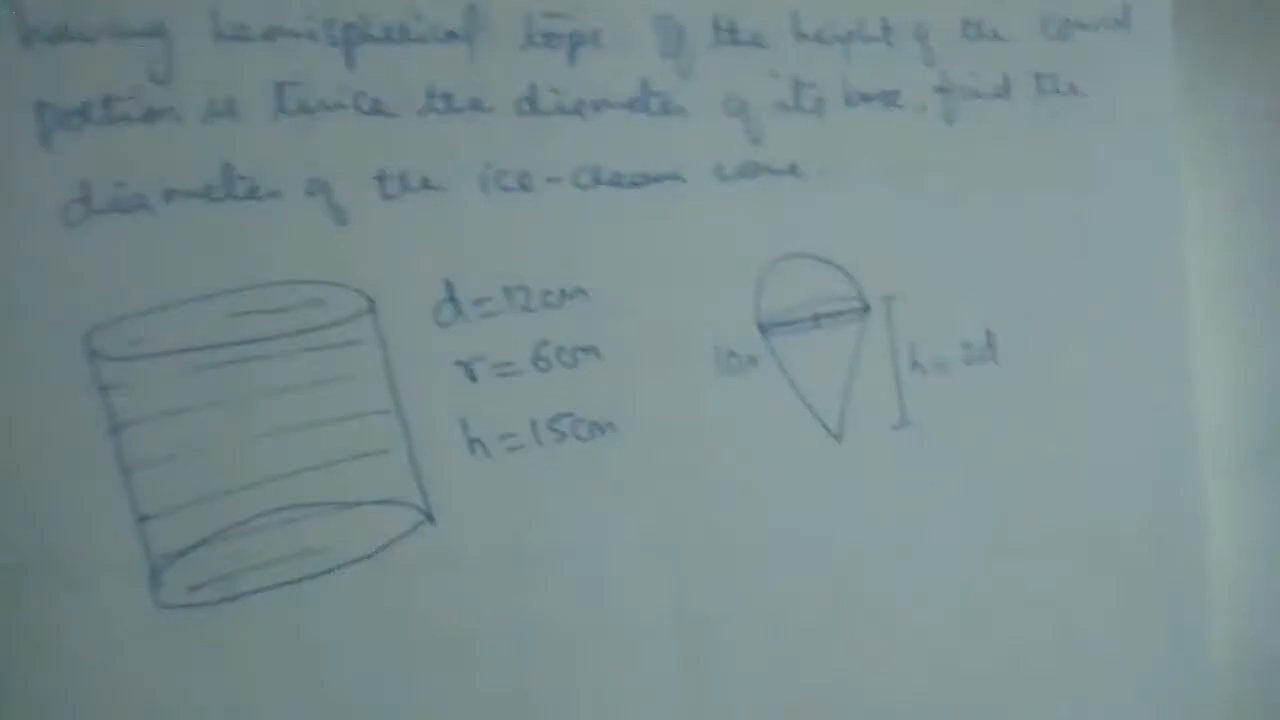 having hemispherical tops. If the height of the conical
portion is twice the diameter of its base, find the
diameter of the ice-cream cone
d=12cm
r=6cm
h=15cm
h=2d